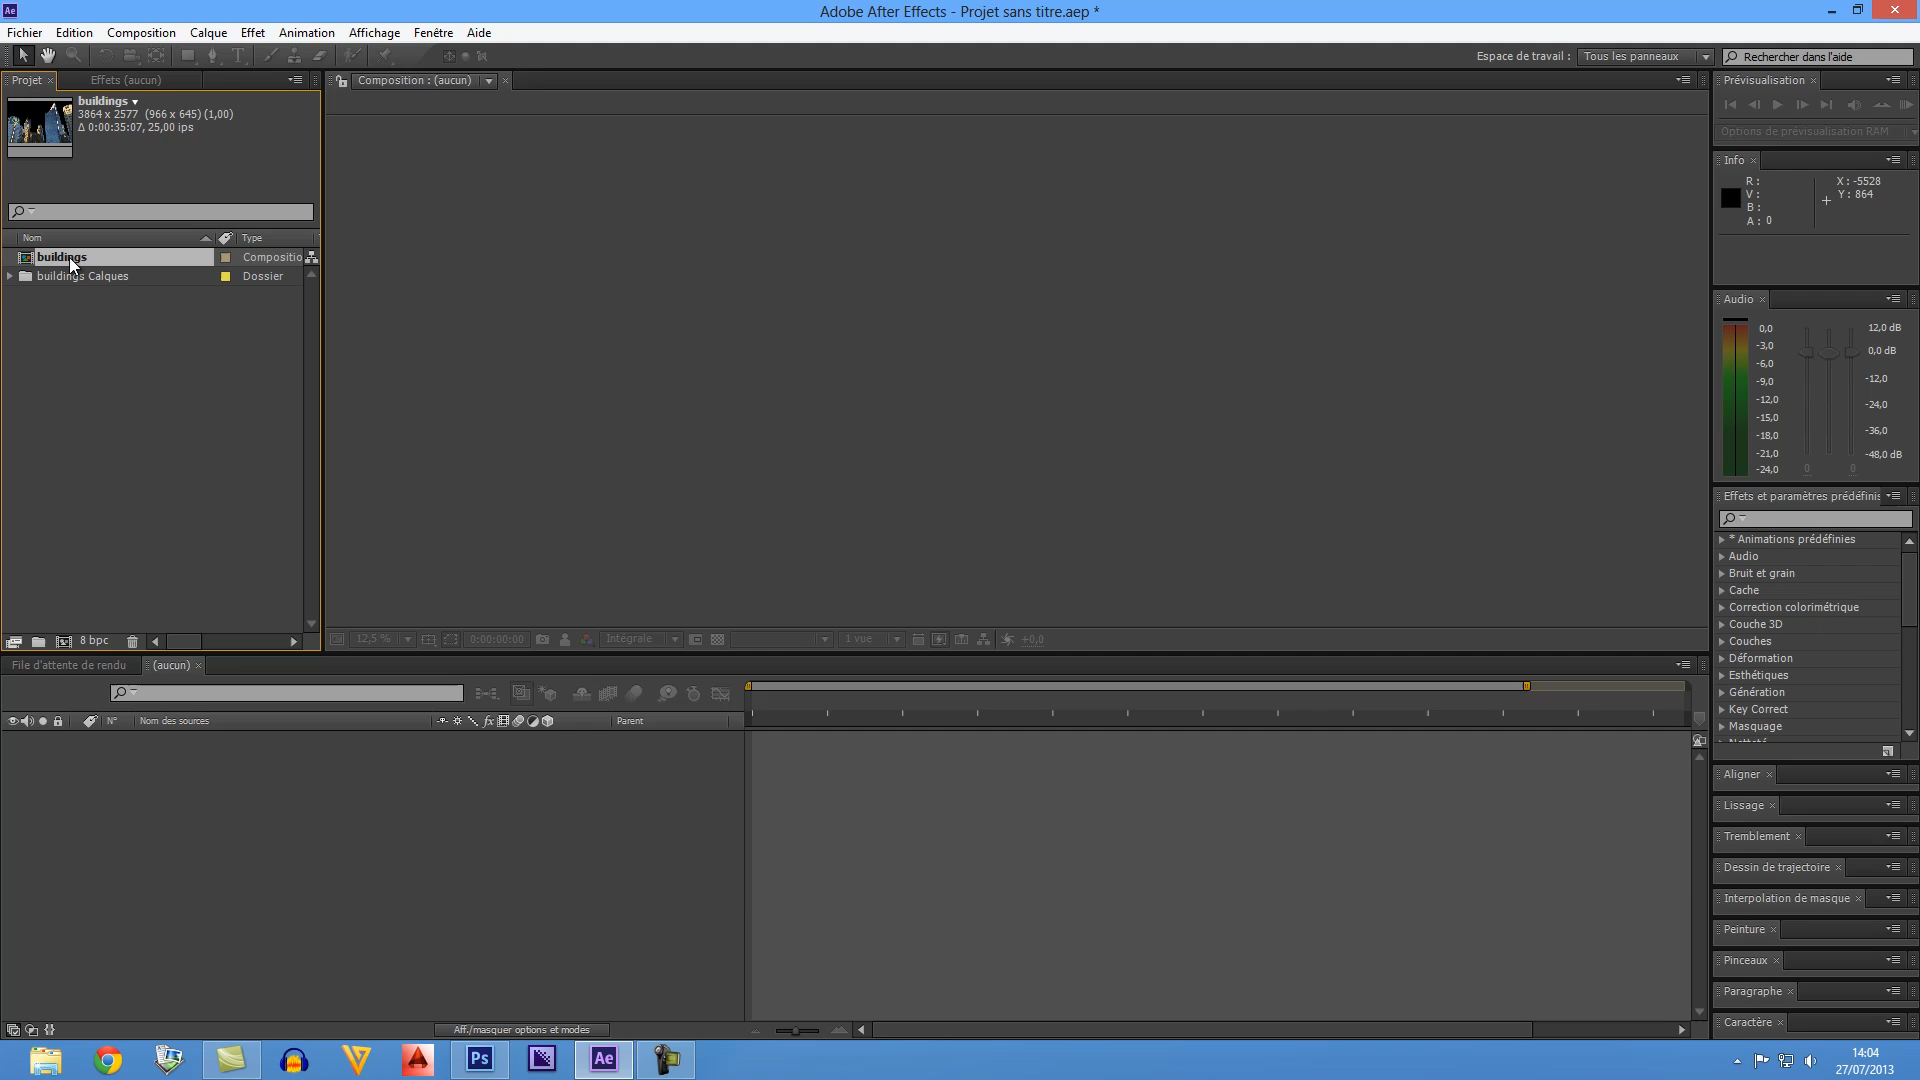 Ae
Adobe After Effects - Projet sans titre.aep *
Fichier Edition Composition Calque Effet Animation Affichage Fenêtre Aide
T
Espace de travail : Tous les panneaux
Rechercher dans l'aide
Projet
Effets (aucun)
buildings
3864 x 2577 (966 x 645) (1,00)
Δ 0:00:35:07, 25,00 ips
Nom Type
buildings Compositio
buildings Calques Dossier
8 bpc
Composition : (aucun)
12,5 % 0:00:00:00 Intégrale 1 vue +0,0
Prévisualisation
Options de prévisualisation RAM
Info
R : X : -5528
V : Y : 864
B :
A : 0
Audio
0,0 12,0 dB
-3,0 0,0 dB
-6,0
-9,0 -12,0
-12,0 -24,0
-15,0
-18,0 -36,0
-21,0 -48,0 dB
-24,0 0 0
Effets et paramètres prédéfinis
* Animations prédéfinies
Audio
Bruit et grain
Cache
Correction colorimétrique
Couche 3D
Couches
Déformation
Esthétiques
Génération
Key Correct
Masquage
Aligner
Lissage
Tremblement
Dessin de trajectoire
Interpolation de masque
Peinture
Pinceaux
Paragraphe
Caractère
File d'attente de rendu (aucun)
N° Nom des sources fx Parent
Aff./masquer options et modes
Ps Ae
14:04
27/07/2013